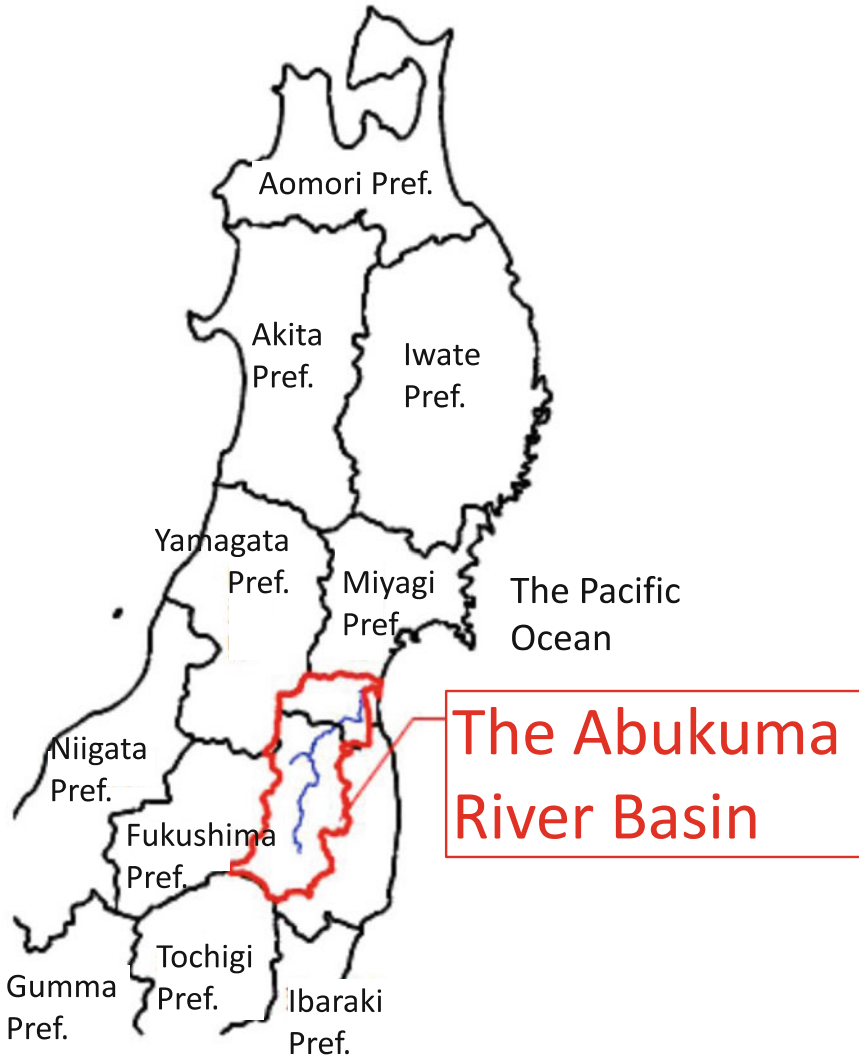 Aomori Pref.
Akita
Pref.
Iwate
Pref.
Yamagata
Pref.
Miyagi
Pref.
The Pacific
Ocean
The Abukuma
River Basin
Niigata
Pref.
Fukushima
Pref.
Tochigi
Pref.
Gumma
Pref.
Ibaraki
Pref.